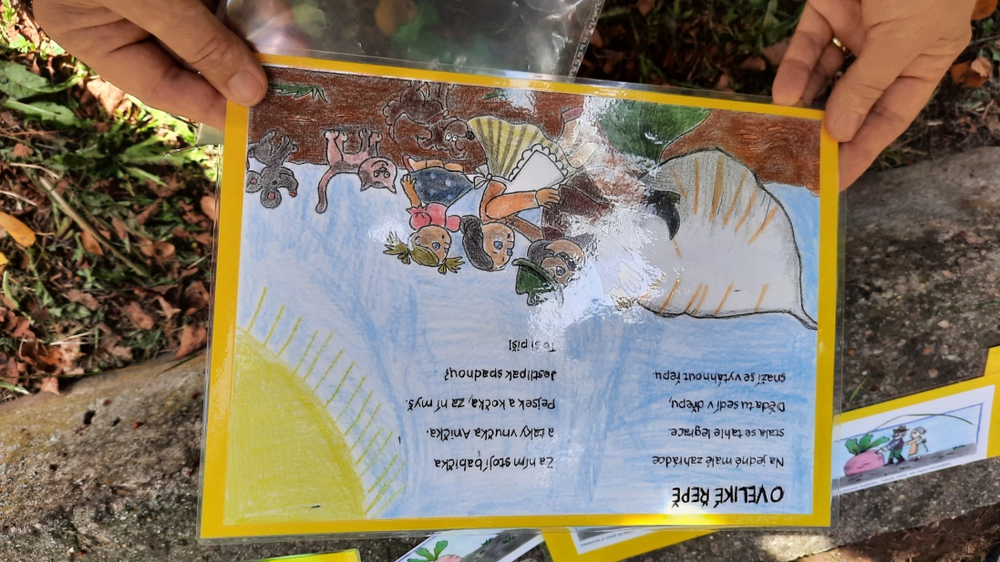 O VELIKÉ ŘEPĚ
Na jedné malé zahrádce
stala se tahle legrace.
Děda tu sedí v dřepu,
snaží se vytáhnout řepu.
Za ním stojí babička
a taky vnučka Anička.
Pejsek a kočka, za ní myš.
Jestlipak spadnou?
To si piš!